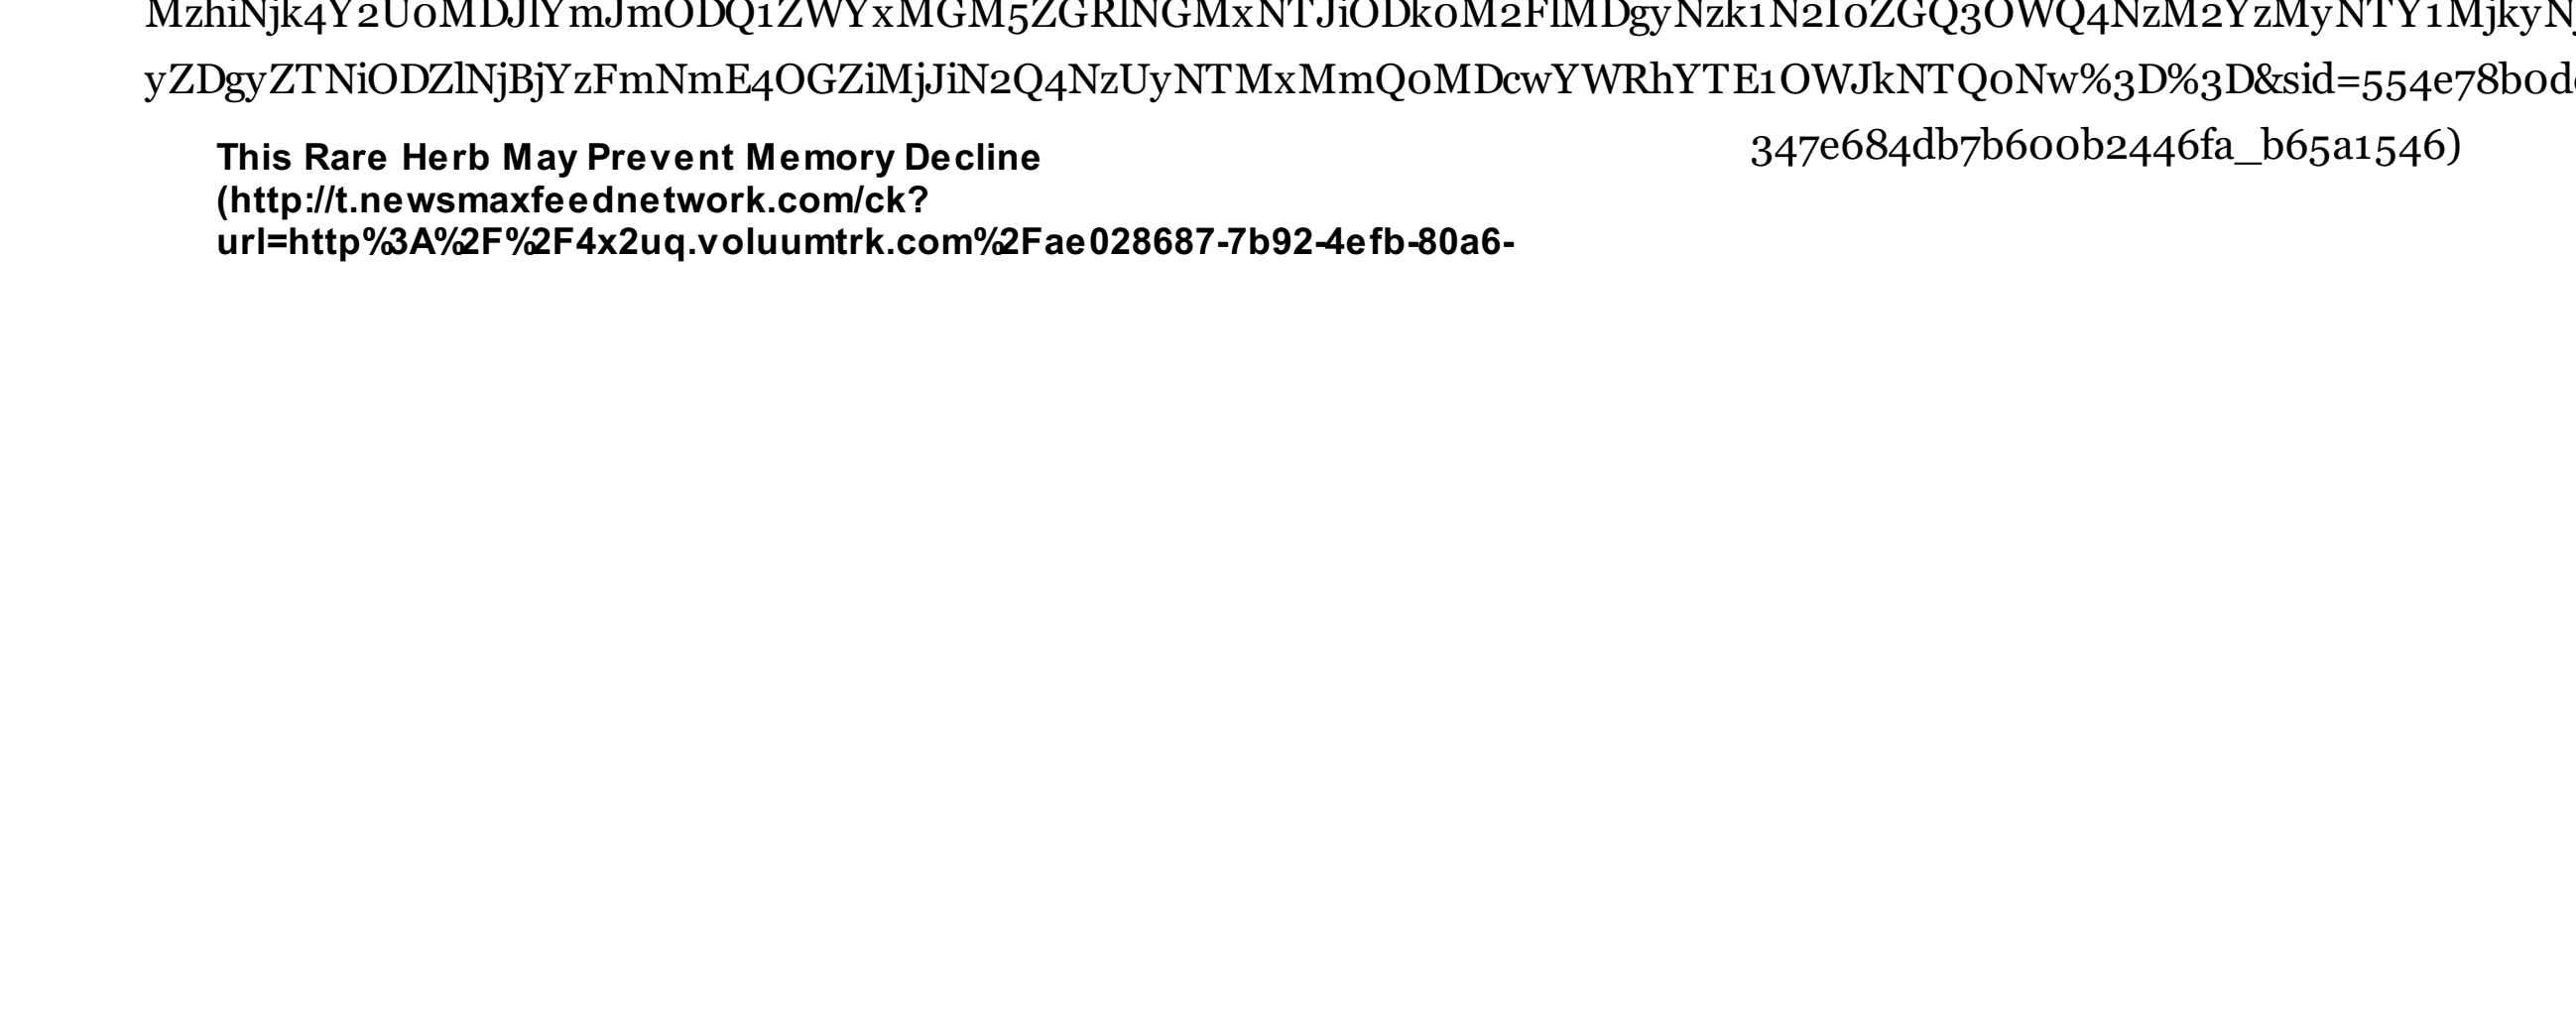 MzhiNjk4Y2U0MDJlYmJmODQ1ZWYxMGM5ZGRlNGMxNTJiODk0M2FlMDgyNzk1N2I0ZGQ3OWQ4NzM2YzMyNTY1MjkyN
yZDgyZTNiODZlNjBjYzFmNmE4OGZiMjJiN2Q4NzUyNTMxMmQ0MDcwYWRhYTE1OWJkNTQ0Nw%3D%3D&sid=554e78b0d
347e684db7b600b2446fa_b65a1546)
This Rare Herb May Prevent Memory Decline
(http://t.newsmaxfeednetwork.com/ck?
url=http%3A%2F%2F4x2uq.voluumtrk.com%2Fae028687-7b92-4efb-80a6-